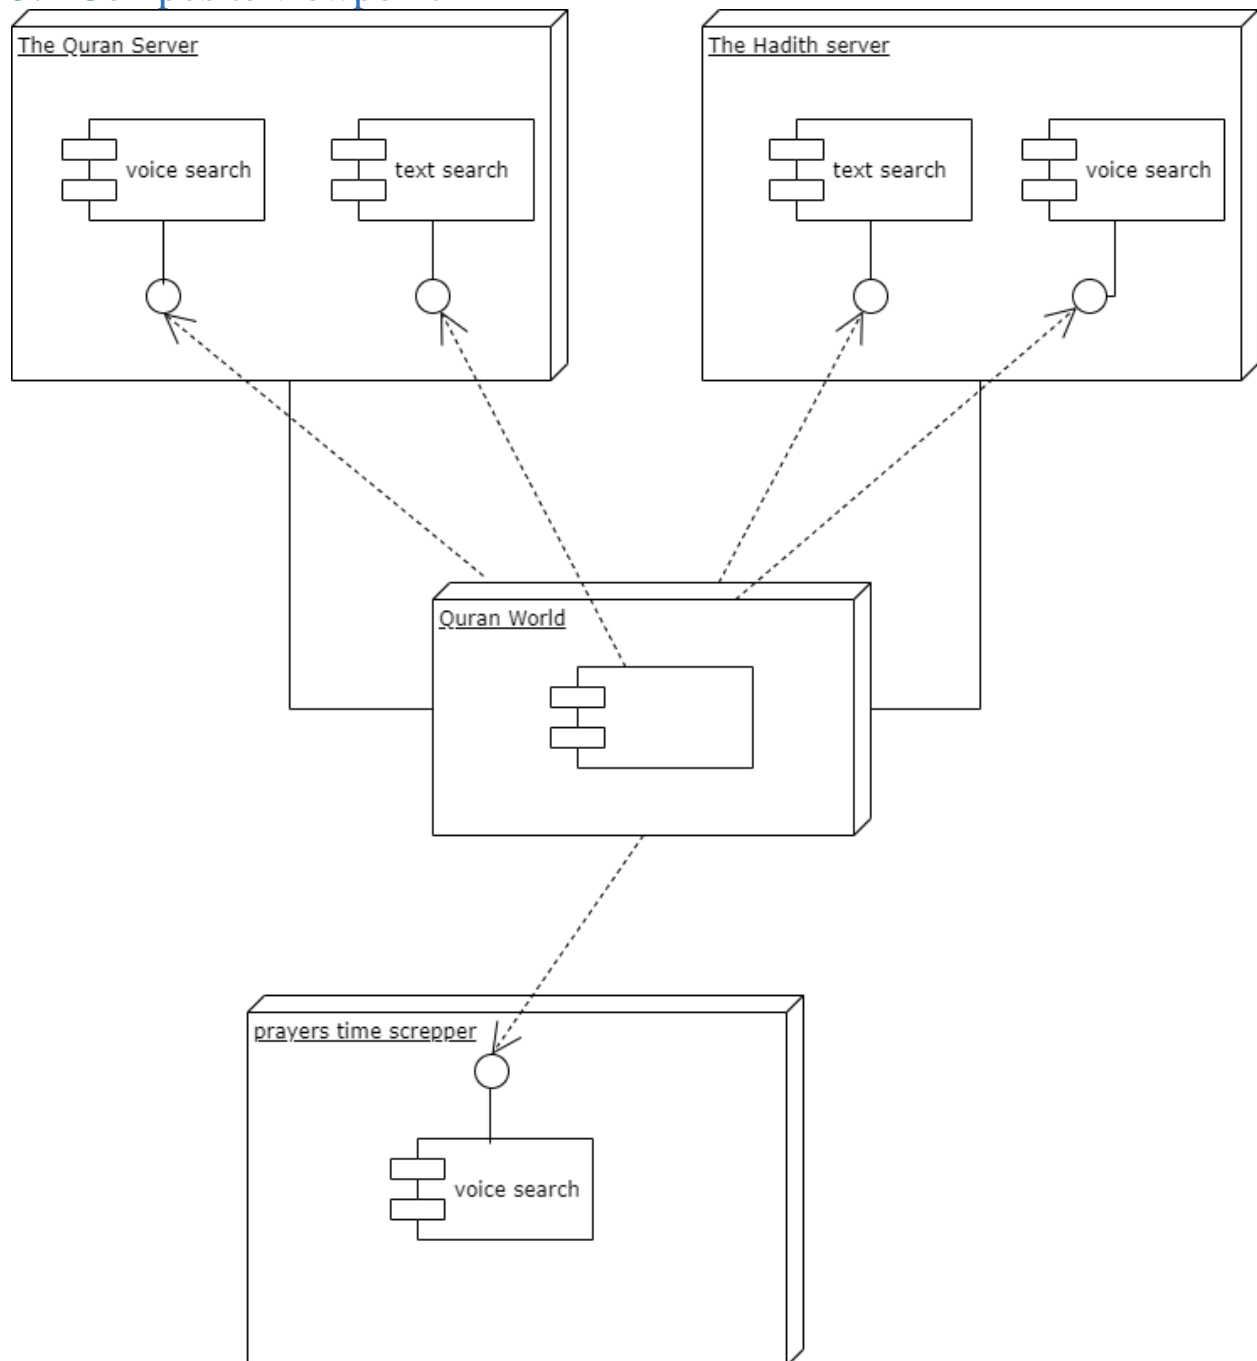 The Quran Server
voice search
text search
The Hadith server
text search
voice search
Quran World
prayers time screpper
voice search